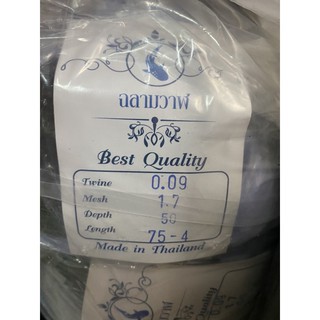 ฉลามวาฬ
Best Quality
Twine 0.09
Mesh 1.7
Depth 50
Length 75-4
Made in Thailand